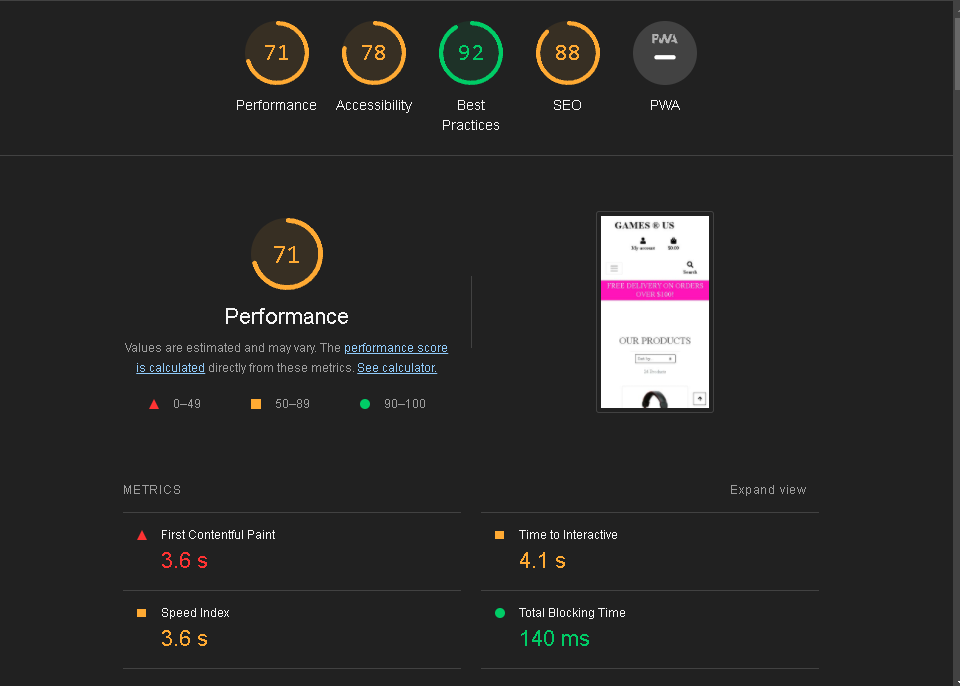 71 78 92 88 PWA
Performance Accessibility Best Practices SEO PWA
71
Performance
Values are estimated and may vary. The performance score
is calculated directly from these metrics. See calculator.
0–49 50–89 90–100
GAMES ® US
My account $0.00
Search
FREE DELIVERY ON ORDERS
OVER $100!
OUR PRODUCTS
Sort by
24 Products
METRICS Expand view
First Contentful Paint
3.6 s
Time to Interactive
4.1 s
Speed Index
3.6 s
Total Blocking Time
140 ms